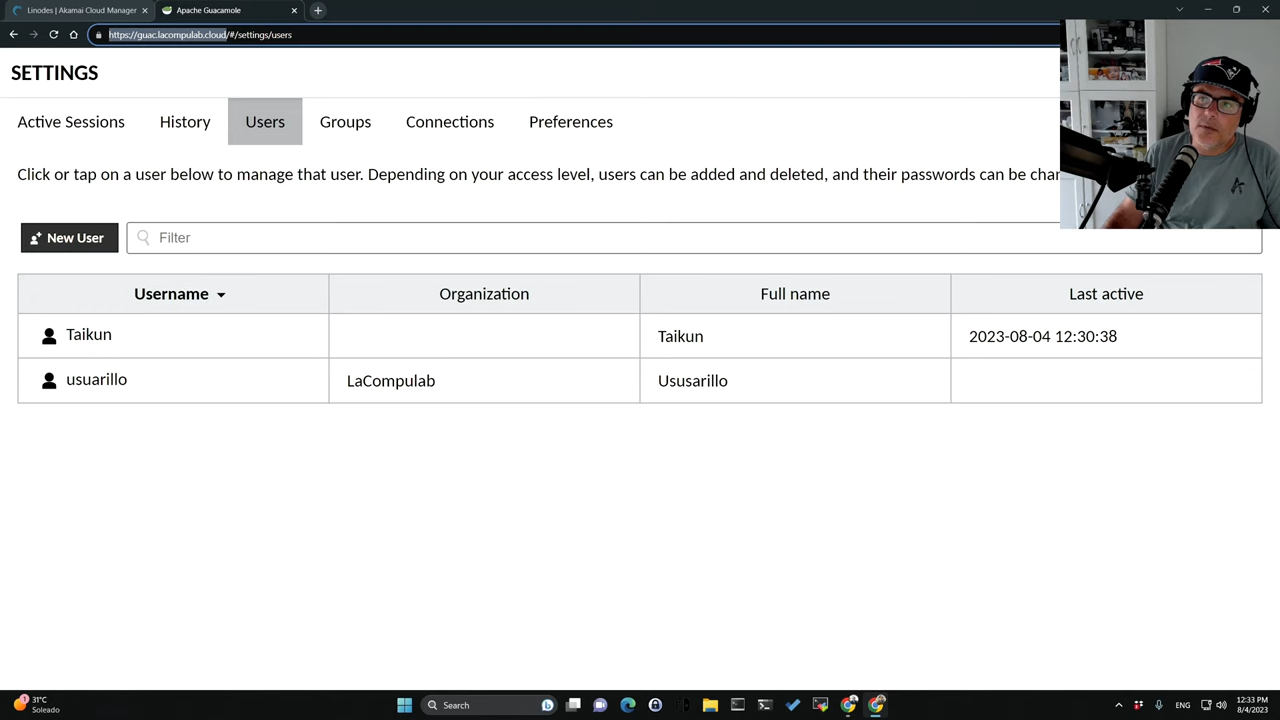 Linodes | Akamai Cloud Manager
Apache Guacamole
https://guac.lacompulab.cloud/#/settings/users
SETTINGS
Active Sessions History Users Groups Connections Preferences
Click or tap on a user below to manage that user. Depending on your access level, users can be added and deleted, and their passwords can be
New User Filter
Username Organization Full name Last active
Taikun Taikun 2023-08-04 12:30:38
usuarillo LaCompulab Ususarillo
1 31°C Search ENG 12:33 PM
Soleado 8/4/2023